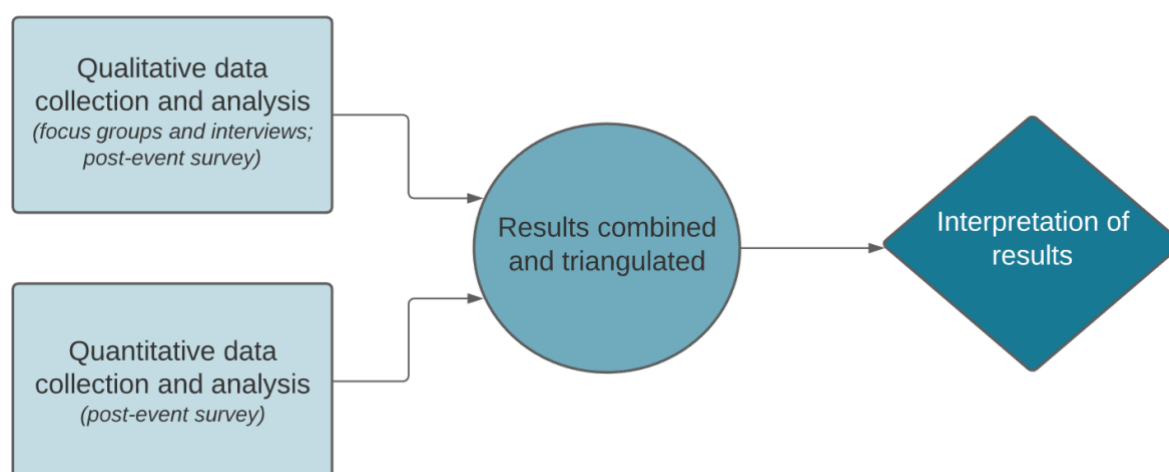 Qualitative data
collection and analysis
(focus groups and interviews;
post-event survey)
Quantitative data
collection and analysis
(post-event survey)
Results combined
and triangulated
Interpretation of
results